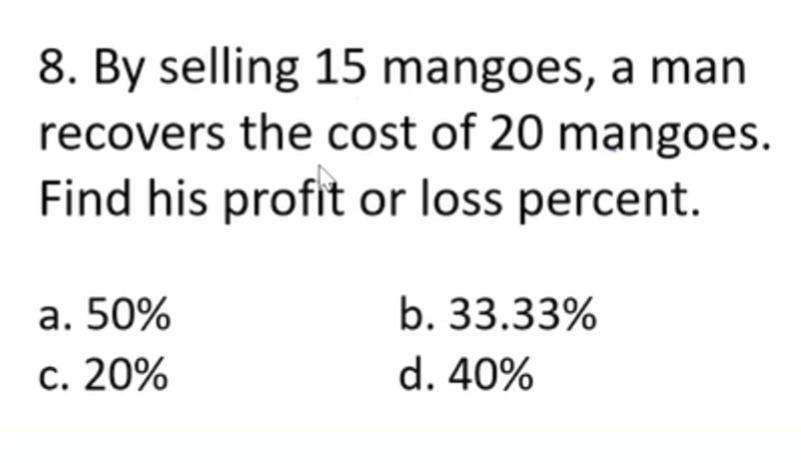 8. By selling 15 mangoes, a man
recovers the cost of 20 mangoes.
Find his profit or loss percent.
a. 50% b. 33.33%
c. 20% d. 40%